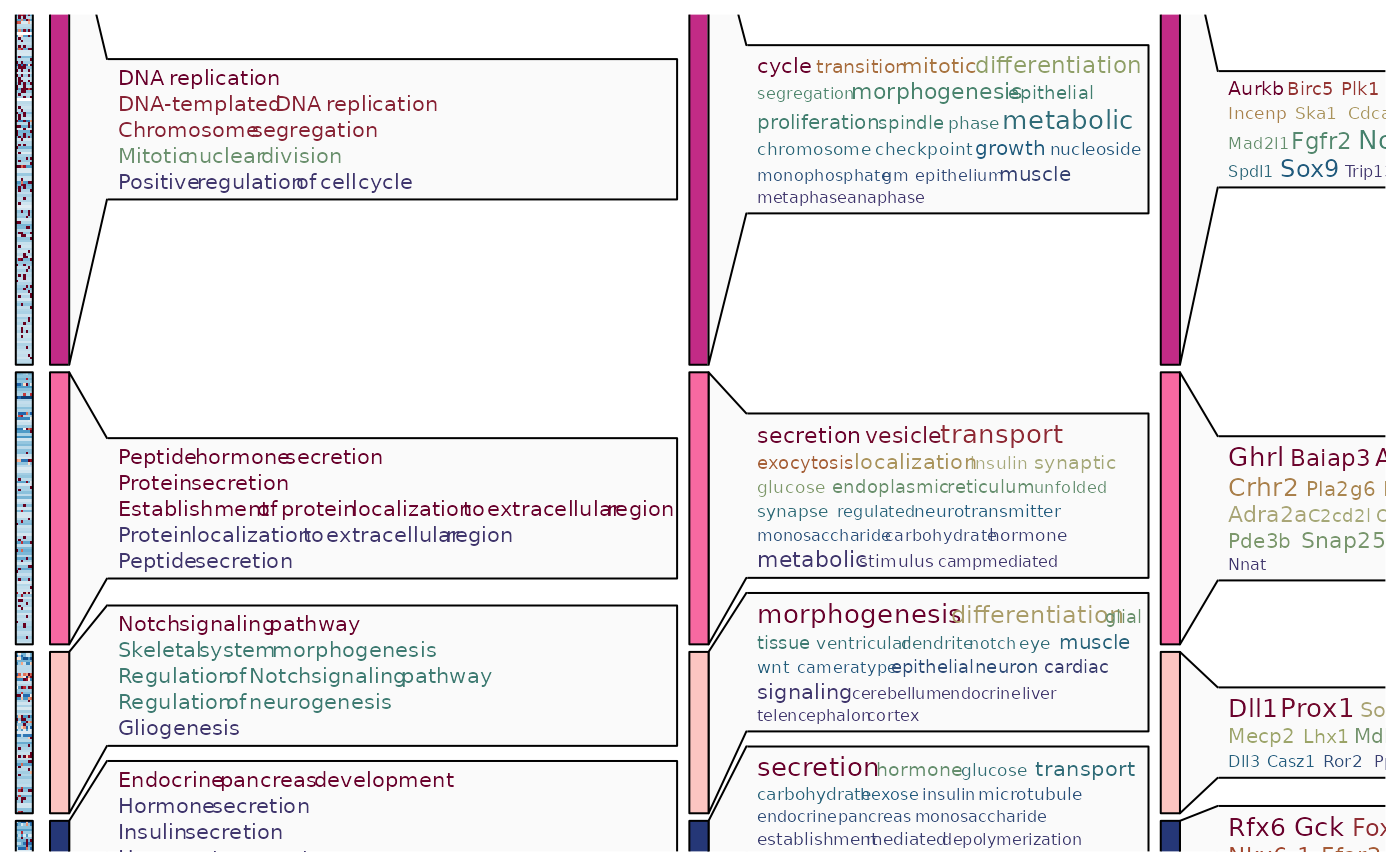 DNA replication
DNA-templated DNA replication
Chromosome segregation
Mitotic nuclear division
Positive regulation of cell cycle
cycle transition mitotic differentiation
segregation morphogenesis epithelial
proliferation spindle phase metabolic
chromosome checkpoint growth nucleoside
monophosphate gm epithelium muscle
metaphase anaphase
Aurkb Birc5 Plk1
Incenp Ska1
Mad2l1 Fgfr2
Spdl1 Sox9
Peptide hormone secretion
Protein secretion
Establishment of protein localization to extracellular region
Protein localization to extracellular region
Peptide secretion
secretion vesicle transport
exocytosis localization insulin synaptic
glucose endoplasmic reticulum unfolded
synapse regulated neurotransmitter
monosaccharide carbohydrate hormone
metabolic stimulus camp mediated
Ghrl Baiap3
Crhr2 Pla2g6
Adra2a C2cd2l
Pde3b Snap25
Nnat
Notch signaling pathway
Skeletal system morphogenesis
Regulation of Notch signaling pathway
Regulation of neurogenesis
Gliogenesis
morphogenesis differentiation glial
tissue ventricular dendrite notch eye muscle
wnt camera type epithelial neuron cardiac
signaling cerebellum endocrine liver
telencephalon cortex
Dll1 Prox1
Mecp2 Lhx1
Dll3 Casz1 Ror2
Endocrine pancreas development
Hormone secretion
Insulin secretion
secretion hormone glucose transport
carbohydrate hexose insulin microtubule
endocrine pancreas monosaccharide
establishment mediated depolymerization
Rfx6 Gck